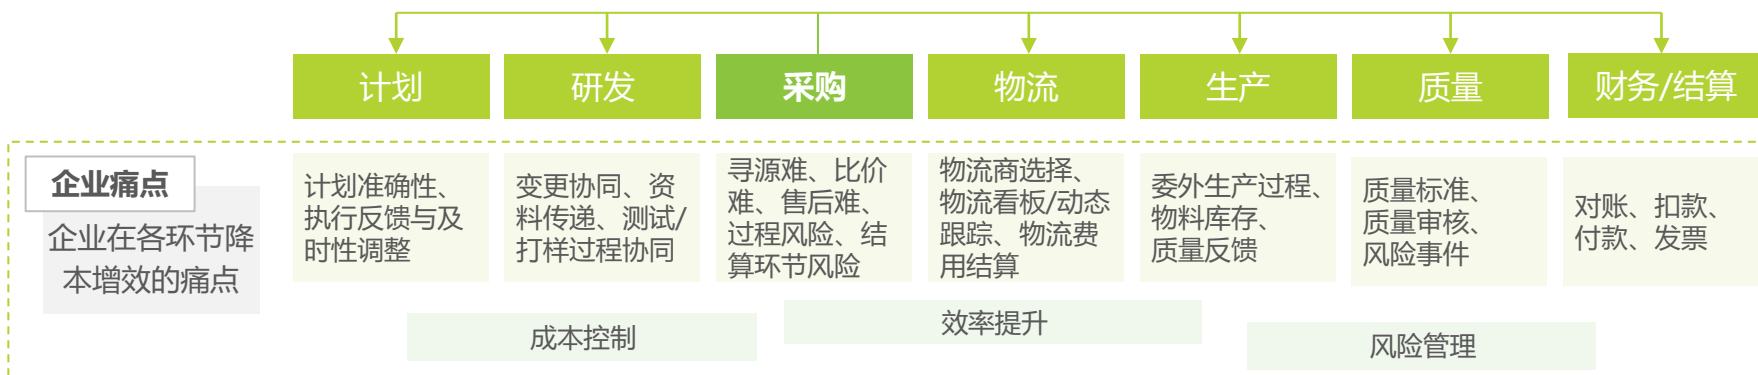 计划
研发
采购
物流
生产
质量
财务/结算
企业痛点
企业在各环节降
本增效的痛点
计划准确性、
执行反馈与及
时性调整
变更协同、资
料传递、测试/
打样过程协同
寻源难、比价
难、售后难、
过程风险、结
算环节风险
物流商选择、
物流看板/动态
跟踪、物流费
用结算
委外生产过程、
物料库存、
质量反馈
质量标准、
质量审核、
风险事件
对账、扣款、
付款、发票
成本控制
效率提升
风险管理